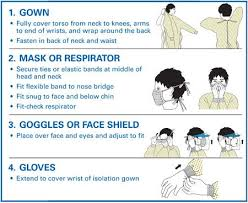 1. GOWN
• Fully cover torso from neck to knees, arms
to end of wrists, and wrap around the back
• Fasten in back of neck and waist
2. MASK OR RESPIRATOR
• Secure ties or elastic bands at middle of
head and neck
• Fit flexible band to nose bridge
• Fit snug to face and below chin
• Fit-check respirator
3. GOGGLES OR FACE SHIELD
• Place over face and eyes and adjust to fit
4. GLOVES
• Extend to cover wrist of isolation gown